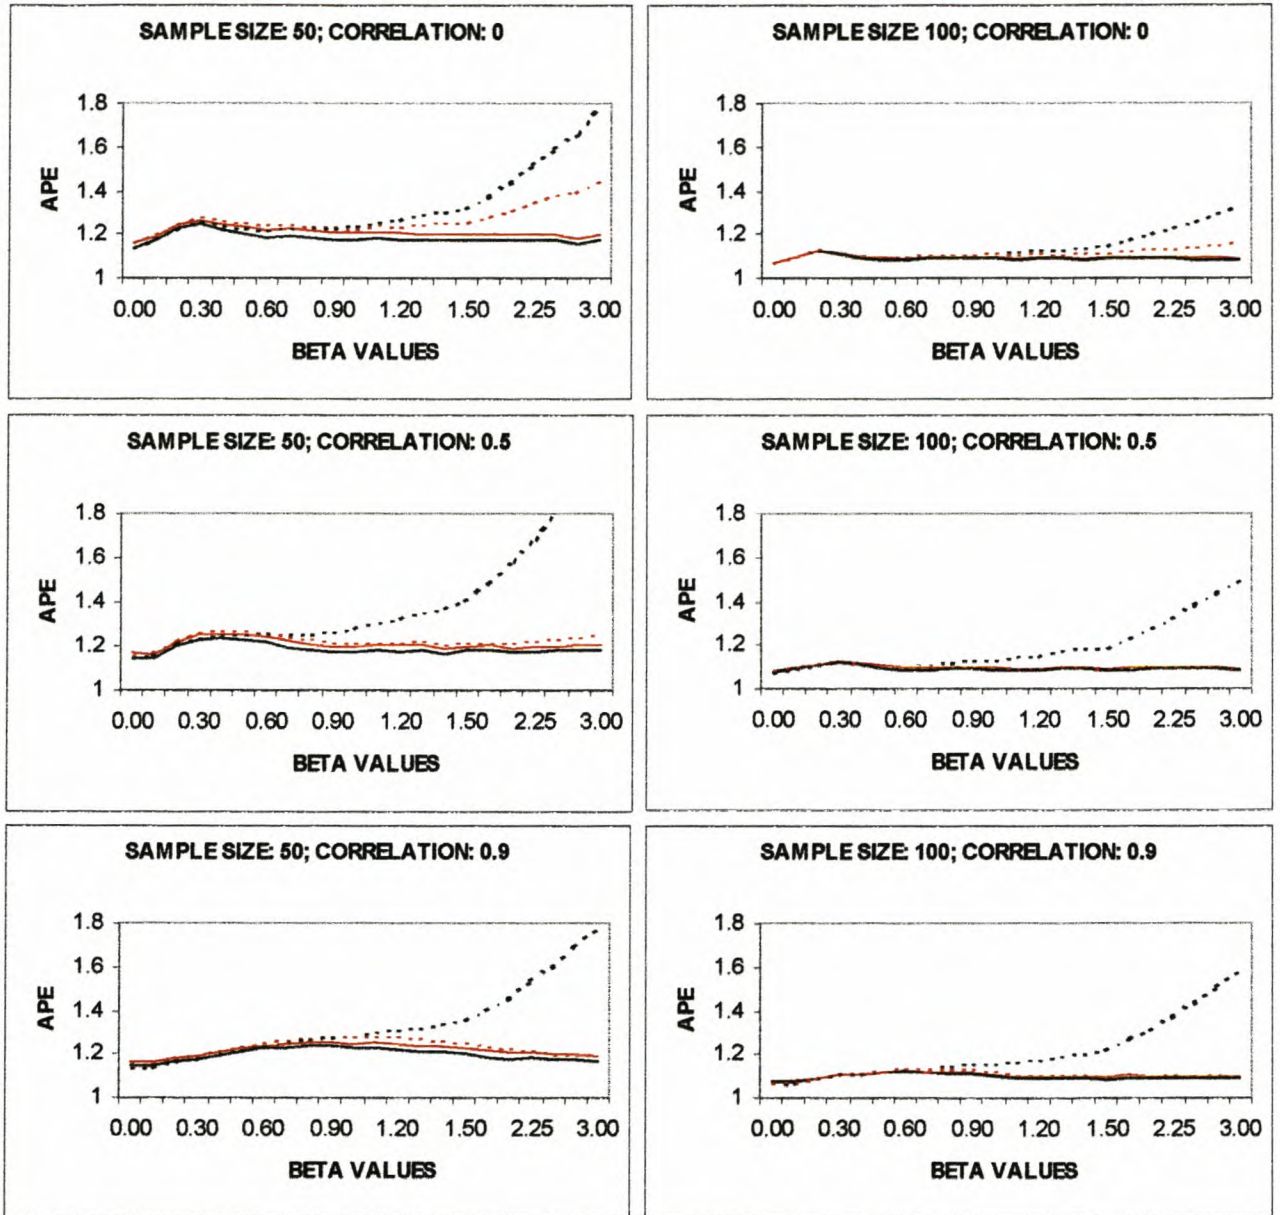 SAMPLE SIZE: 50; CORRELATION: 0
1.8
1.6
1.4
1.2
1
APE
0.00 0.30 0.60 0.90 1.20 1.50 2.25 3.00
BETA VALUES
SAMPLE SIZE: 100; CORRELATION: 0
1.8
1.6
1.4
1.2
1
APE
0.00 0.30 0.60 0.90 1.20 1.50 2.25 3.00
BETA VALUES
SAMPLE SIZE: 50; CORRELATION: 0.5
1.8
1.6
1.4
1.2
1
APE
0.00 0.30 0.60 0.90 1.20 1.50 2.25 3.00
BETA VALUES
SAMPLE SIZE: 100; CORRELATION: 0.5
1.8
1.6
1.4
1.2
1
APE
0.00 0.30 0.60 0.90 1.20 1.50 2.25 3.00
BETA VALUES
SAMPLE SIZE: 50; CORRELATION: 0.9
1.8
1.6
1.4
1.2
1
APE
0.00 0.30 0.60 0.90 1.20 1.50 2.25 3.00
BETA VALUES
SAMPLE SIZE: 100; CORRELATION: 0.9
1.8
1.6
1.4
1.2
1
APE
0.00 0.30 0.60 0.90 1.20 1.50 2.25 3.00
BETA VALUES